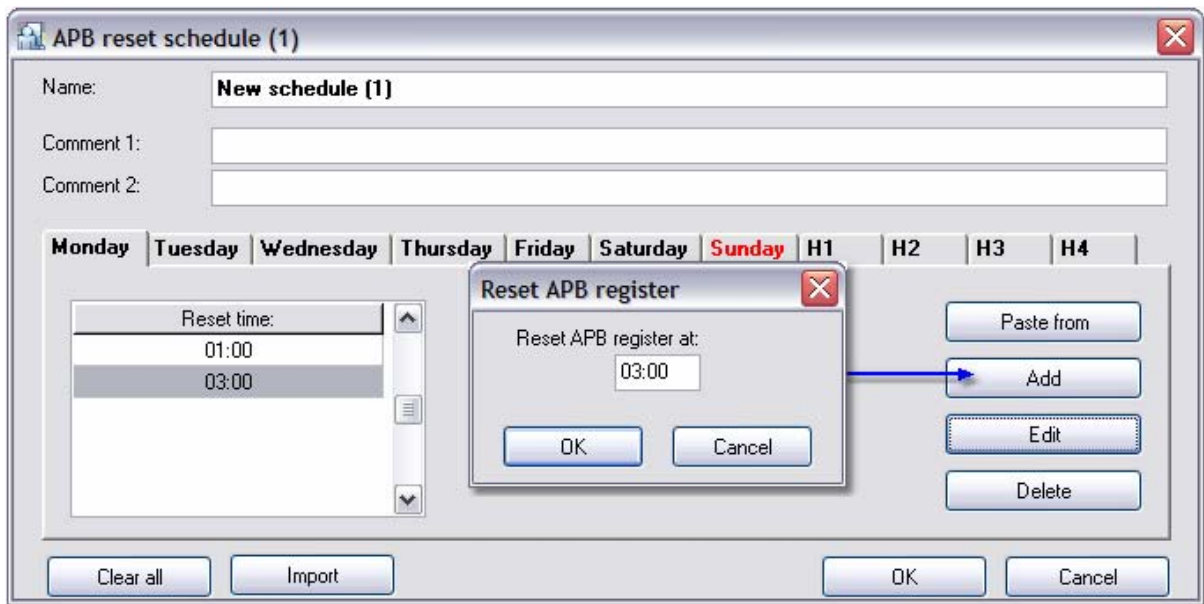 APB reset schedule (1)
Name: New schedule (1)
Comment 1:
Comment 2:
Monday Tuesday Wednesday Thursday Friday Saturday Sunday H1 H2 H3 H4
Reset time:
01:00
03:00
Reset APB register
Reset APB register at:
03:00
OK Cancel
Paste from
Add
Edit
Delete
Clear all Import OK Cancel